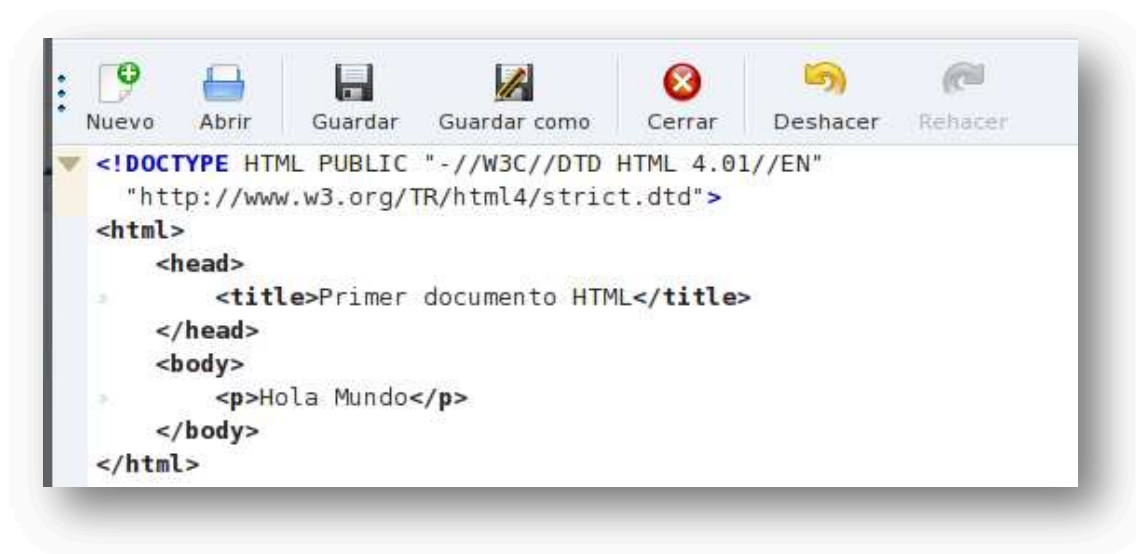 Nuevo Abrir Guardar Guardar como Cerrar Deshacer Rehacer
<!DOCTYPE HTML PUBLIC "-//W3C//DTD HTML 4.01//EN"
"http://www.w3.org/TR/html4/strict.dtd">
<html>
<head>
<title>Primer documento HTML</title>
</head>
<body>
<p>Hola Mundo</p>
</body>
</html>